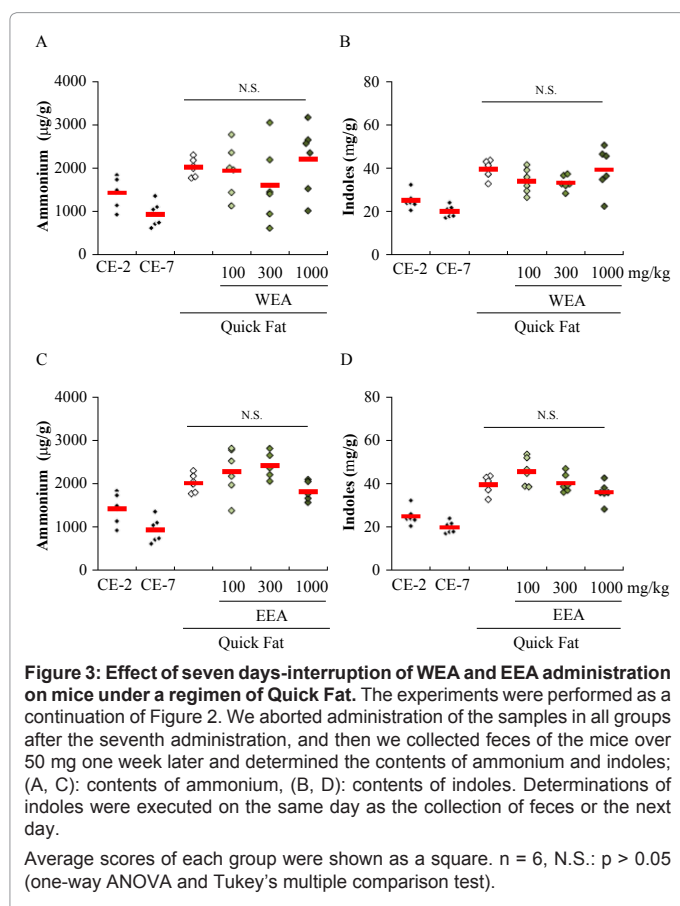 A
B
N.S.
N.S.
Ammonium (µg/g)
4000
3000
2000
1000
0
Indoles (mg/g)
80
60
40
20
0
CE-2 CE-7 100 300 1000
CE-2 CE-7 100 300 1000 mg/kg
WEA
WEA
Quick Fat
Quick Fat
C
D
N.S.
N.S.
Ammonium (µg/g)
4000
3000
2000
1000
0
Indoles (mg/g)
80
60
40
20
0
CE-2 CE-7 100 300 1000
CE-2 CE-7 100 300 1000 mg/kg
EEA
EEA
Quick Fat
Quick Fat
Figure 3: Effect of seven days-interruption of WEA and EEA administration
on mice under a regimen of Quick Fat. The experiments were performed as a
continuation of Figure 2. We aborted administration of the samples in all groups
after the seventh administration, and then we collected feces of the mice over
50 mg one week later and determined the contents of ammonium and indoles;
(A, C): contents of ammonium, (B, D): contents of indoles. Determinations of
indoles were executed on the same day as the collection of feces or the next
day.
Average scores of each group were shown as a square. n = 6, N.S.: p > 0.05
(one-way ANOVA and Tukey's multiple comparison test).